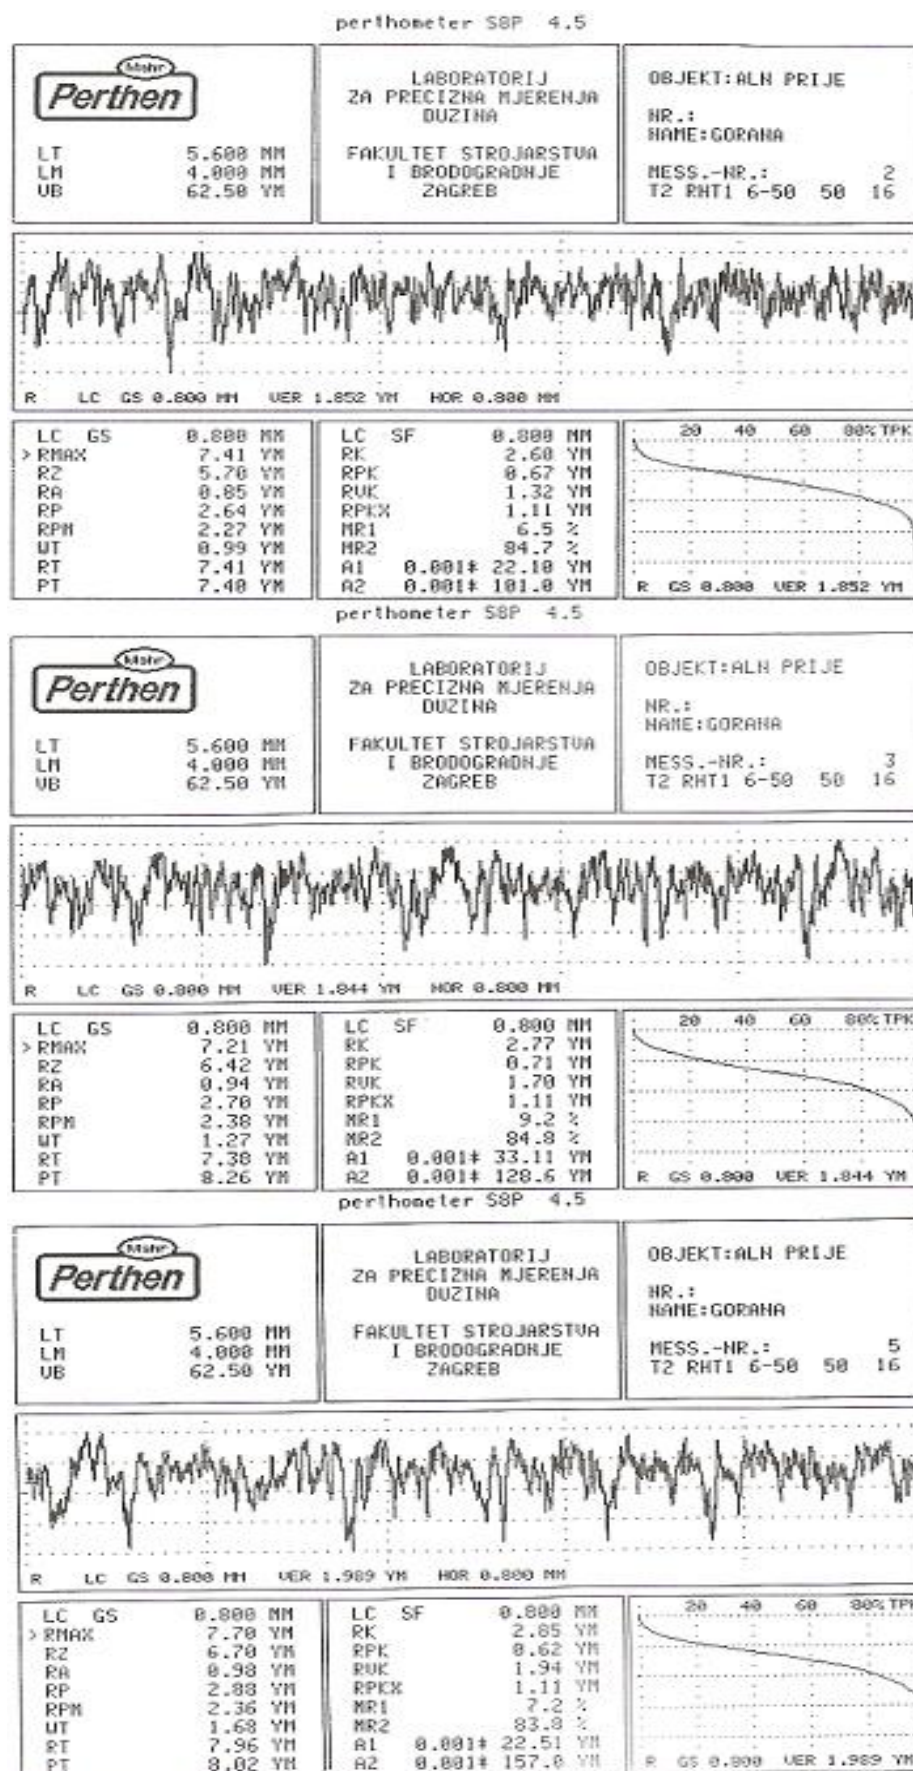 perthometer S8P 4.5
Mahr
Perthen
LT 5.600 MM
LM 4.000 MM
VB 62.50 YM
LABORATORIJ
ZA PRECIZNA MJERENJA
DUZINA
FAKULTET STROJARSTVA
I BRODOGRADNJE
ZAGREB
OBJEKT:ALN PRIJE
NR.:
NAME:GORANA
MESS.-NR.: 2
T2 RHT1 6-50 50 16
R LC GS 0.800 MM VER 1.852 YM HOR 0.800 MM
LC GS 0.800 MM
> RMAX 7.41 YM
RZ 5.70 YM
RA 0.85 YM
RP 2.64 YM
RPM 2.27 YM
WT 0.99 YM
RT 7.41 YM
PT 7.40 YM
LC SF 0.800 MM
RK 2.60 YM
RPK 0.67 YM
RVK 1.32 YM
RPKX 1.11 YM
MR1 6.5 %
MR2 84.7 %
A1 0.001* 22.10 YM
A2 0.001* 101.0 YM
20 40 60 80% TPK
R GS 0.800 VER 1.852 YM
perthometer S8P 4.5
Mahr
Perthen
LT 5.600 MM
LM 4.000 MM
VB 62.50 YM
LABORATORIJ
ZA PRECIZNA MJERENJA
DUZINA
FAKULTET STROJARSTVA
I BRODOGRADNJE
ZAGREB
OBJEKT:ALN PRIJE
NR.:
NAME:GORANA
MESS.-NR.: 3
T2 RHT1 6-50 50 16
R LC GS 0.800 MM VER 1.844 YM HOR 0.800 MM
LC GS 0.800 MM
> RMAX 7.21 YM
RZ 6.42 YM
RA 0.94 YM
RP 2.70 YM
RPM 2.38 YM
WT 1.27 YM
RT 7.38 YM
PT 8.26 YM
LC SF 0.800 MM
RK 2.77 YM
RPK 0.71 YM
RVK 1.70 YM
RPKX 1.11 YM
MR1 9.2 %
MR2 84.8 %
A1 0.001* 33.11 YM
A2 0.001* 128.6 YM
20 40 60 80% TPK
R GS 0.800 VER 1.844 YM
perthometer S8P 4.5
Mahr
Perthen
LT 5.600 MM
LM 4.000 MM
VB 62.50 YM
LABORATORIJ
ZA PRECIZNA MJERENJA
DUZINA
FAKULTET STROJARSTVA
I BRODOGRADNJE
ZAGREB
OBJEKT:ALN PRIJE
NR.:
NAME:GORANA
MESS.-NR.: 5
T2 RHT1 6-50 50 16
R LC GS 0.800 MM VER 1.989 YM HOR 0.800 MM
LC GS 0.800 MM
> RMAX 7.70 YM
RZ 6.70 YM
RA 0.98 YM
RP 2.88 YM
RPM 2.36 YM
WT 1.68 YM
RT 7.96 YM
PT 8.02 YM
LC SF 0.800 MM
RK 2.85 YM
RPK 0.62 YM
RVK 1.94 YM
RPKX 1.11 YM
MR1 7.2 %
MR2 83.8 %
A1 0.001* 22.51 YM
A2 0.001* 157.0 YM
20 40 60 80% TPK
R GS 0.800 VER 1.989 YM